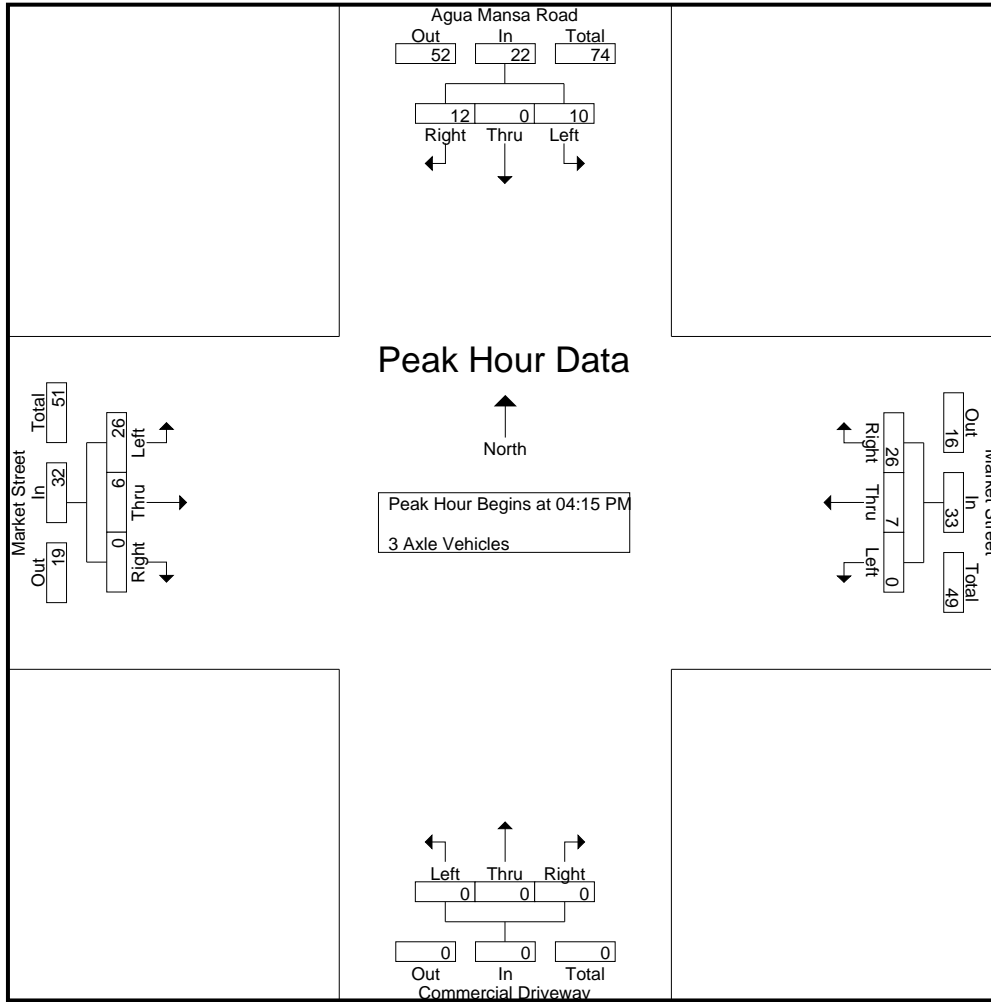 Agua Mansa Road
Out In Total
52 22 74
12 0 10
Right Thru Left
Peak Hour Data
North
Peak Hour Begins at 04:15 PM
3 Axle Vehicles
Market Street
Total In Out
51 32 19
26 6 0
Left Thru Right
Market Street
Out In Total
16 33 49
26 7 0
Right Thru Left
Left Thru Right
0 0 0
0 0 0
Out In Total
Commercial Driveway